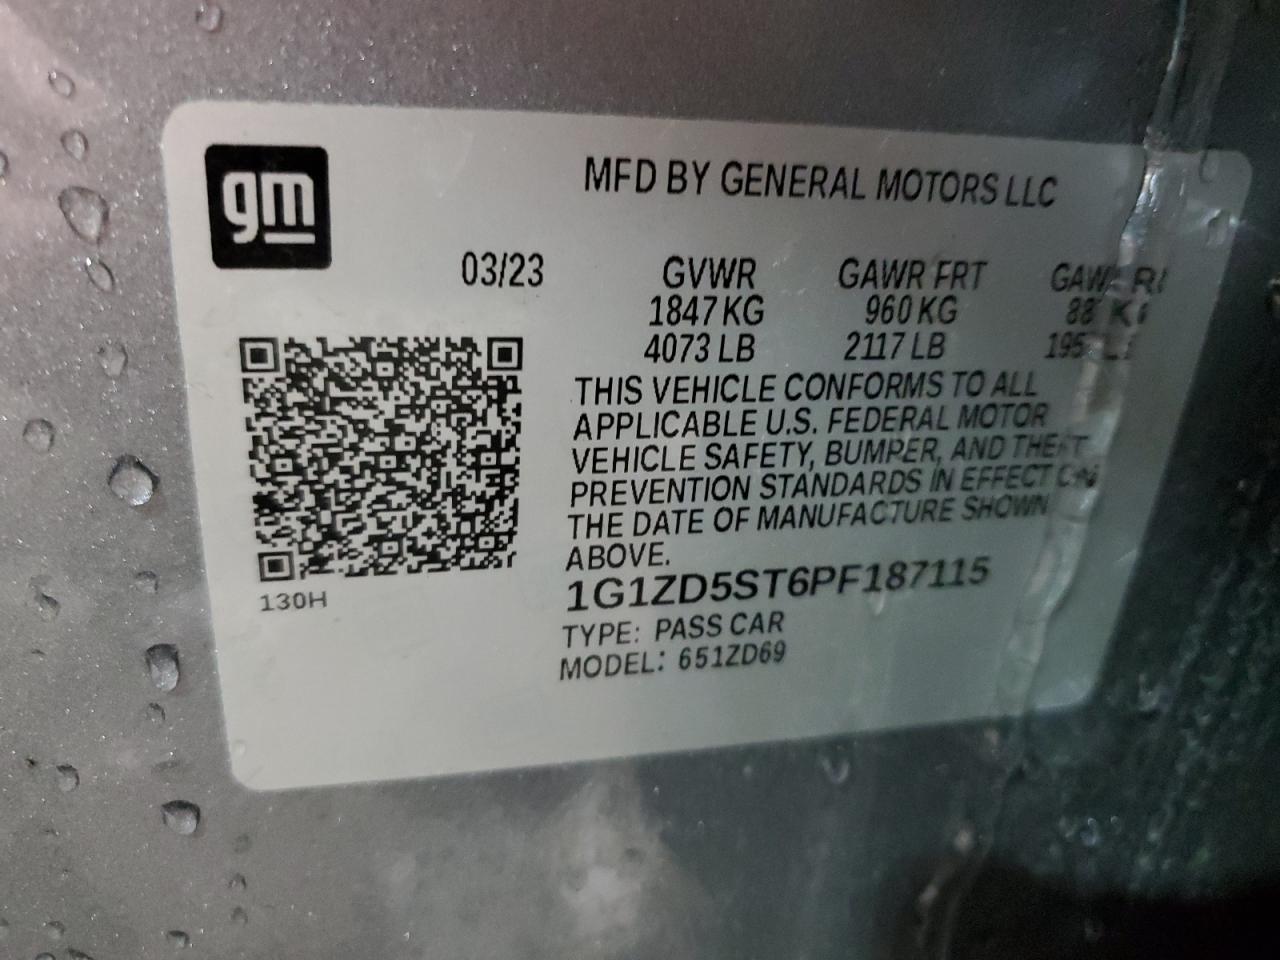 gm
MFD BY GENERAL MOTORS LLC
03/23 GVWR GAWR FRT
1847 KG 960 KG
4073 LB 2117 LB
THIS VEHICLE CONFORMS TO ALL
APPLICABLE U.S. FEDERAL MOTOR
VEHICLE SAFETY, BUMPER, AND THEFT
PREVENTION STANDARDS IN EFFECT ON
THE DATE OF MANUFACTURE SHOWN
ABOVE.
1G1ZD5ST6PF187115
TYPE: PASS CAR
MODEL: 651ZD69
130H